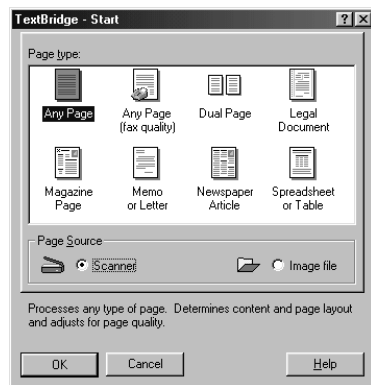 TextBridge - Start
Page type:
Any Page
Any Page
(fax quality)
Dual Page
Legal
Document
Magazine
Page
Memo
or Letter
Newspaper
Article
Spreadsheet
or Table
Page Source
Scanner
Image file
Processes any type of page. Determines content and page layout
and adjusts for page quality.
OK
Cancel
Help